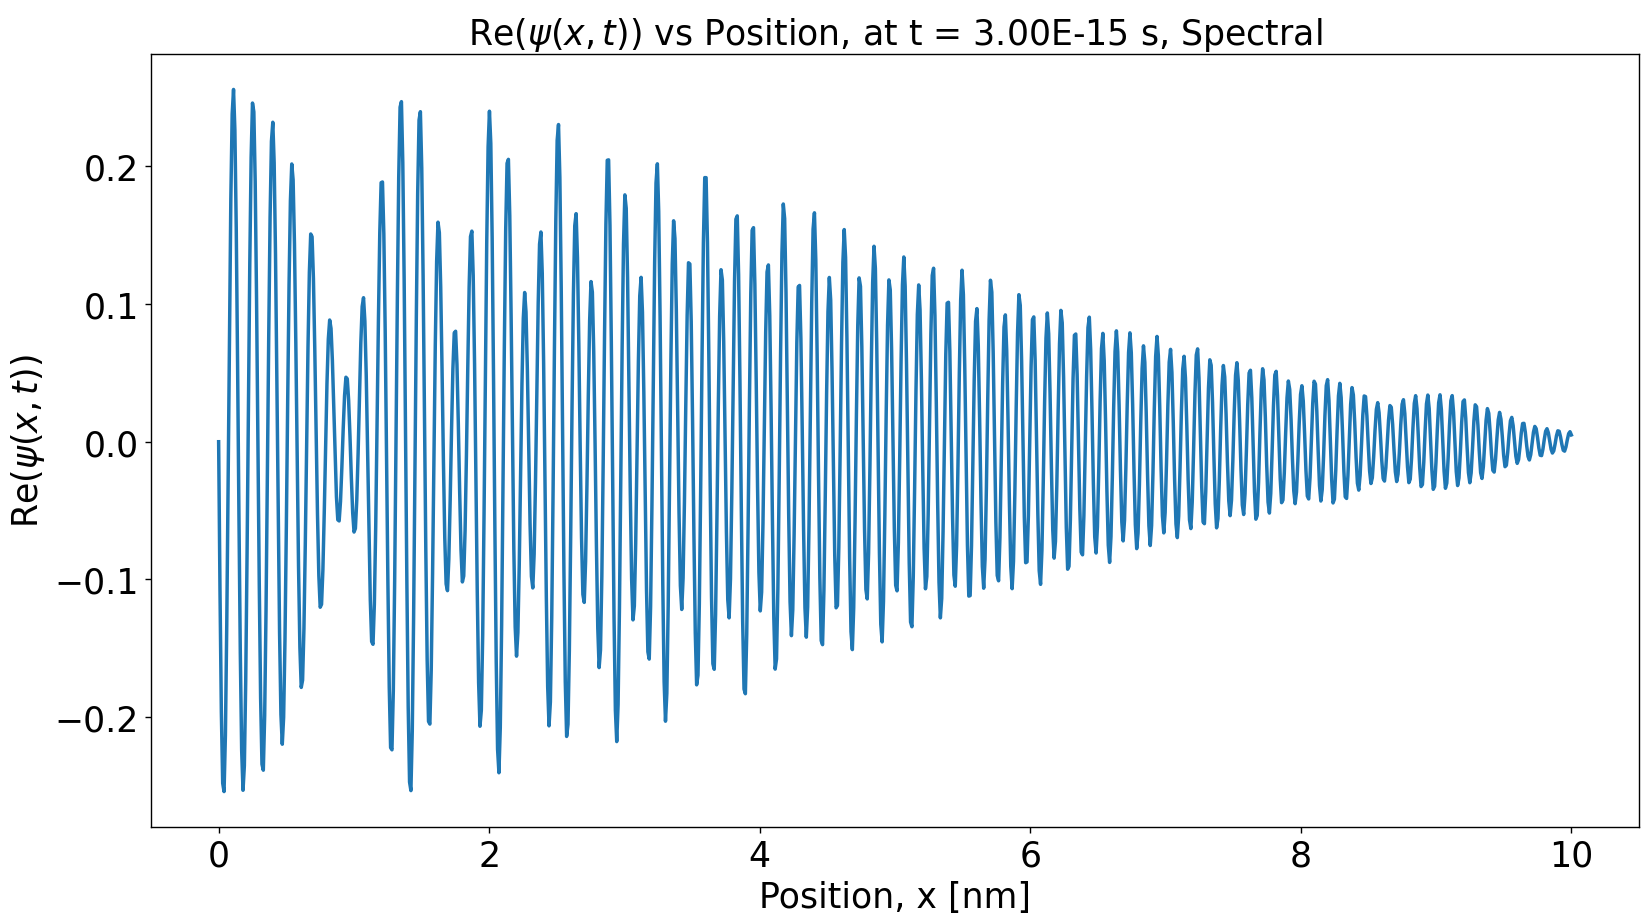 Re(ψ(x, t)) vs Position, at t = 3.00E-15 s, Spectral
Re(ψ(x, t))
0.2
0.1
0.0
−0.1
−0.2
0 2 4 6 8 10
Position, x [nm]